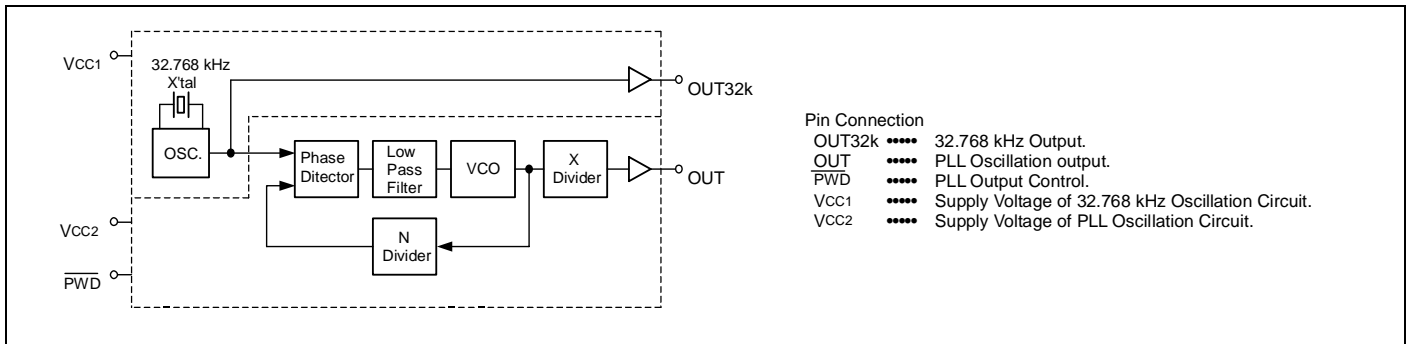 VCC1
32.768 kHz
X'tal
OSC.
OUT32k
Phase
Ditector
Low
Pass
Filter
VCO
X
Divider
OUT
N
Divider
VCC2
PWD
Pin Connection
OUT32k ••••• 32.768 kHz Output.
OUT ••••• PLL Oscillation output.
PWD ••••• PLL Output Control.
VCC1 ••••• Supply Voltage of 32.768 kHz Oscillation Circuit.
VCC2 ••••• Supply Voltage of PLL Oscillation Circuit.